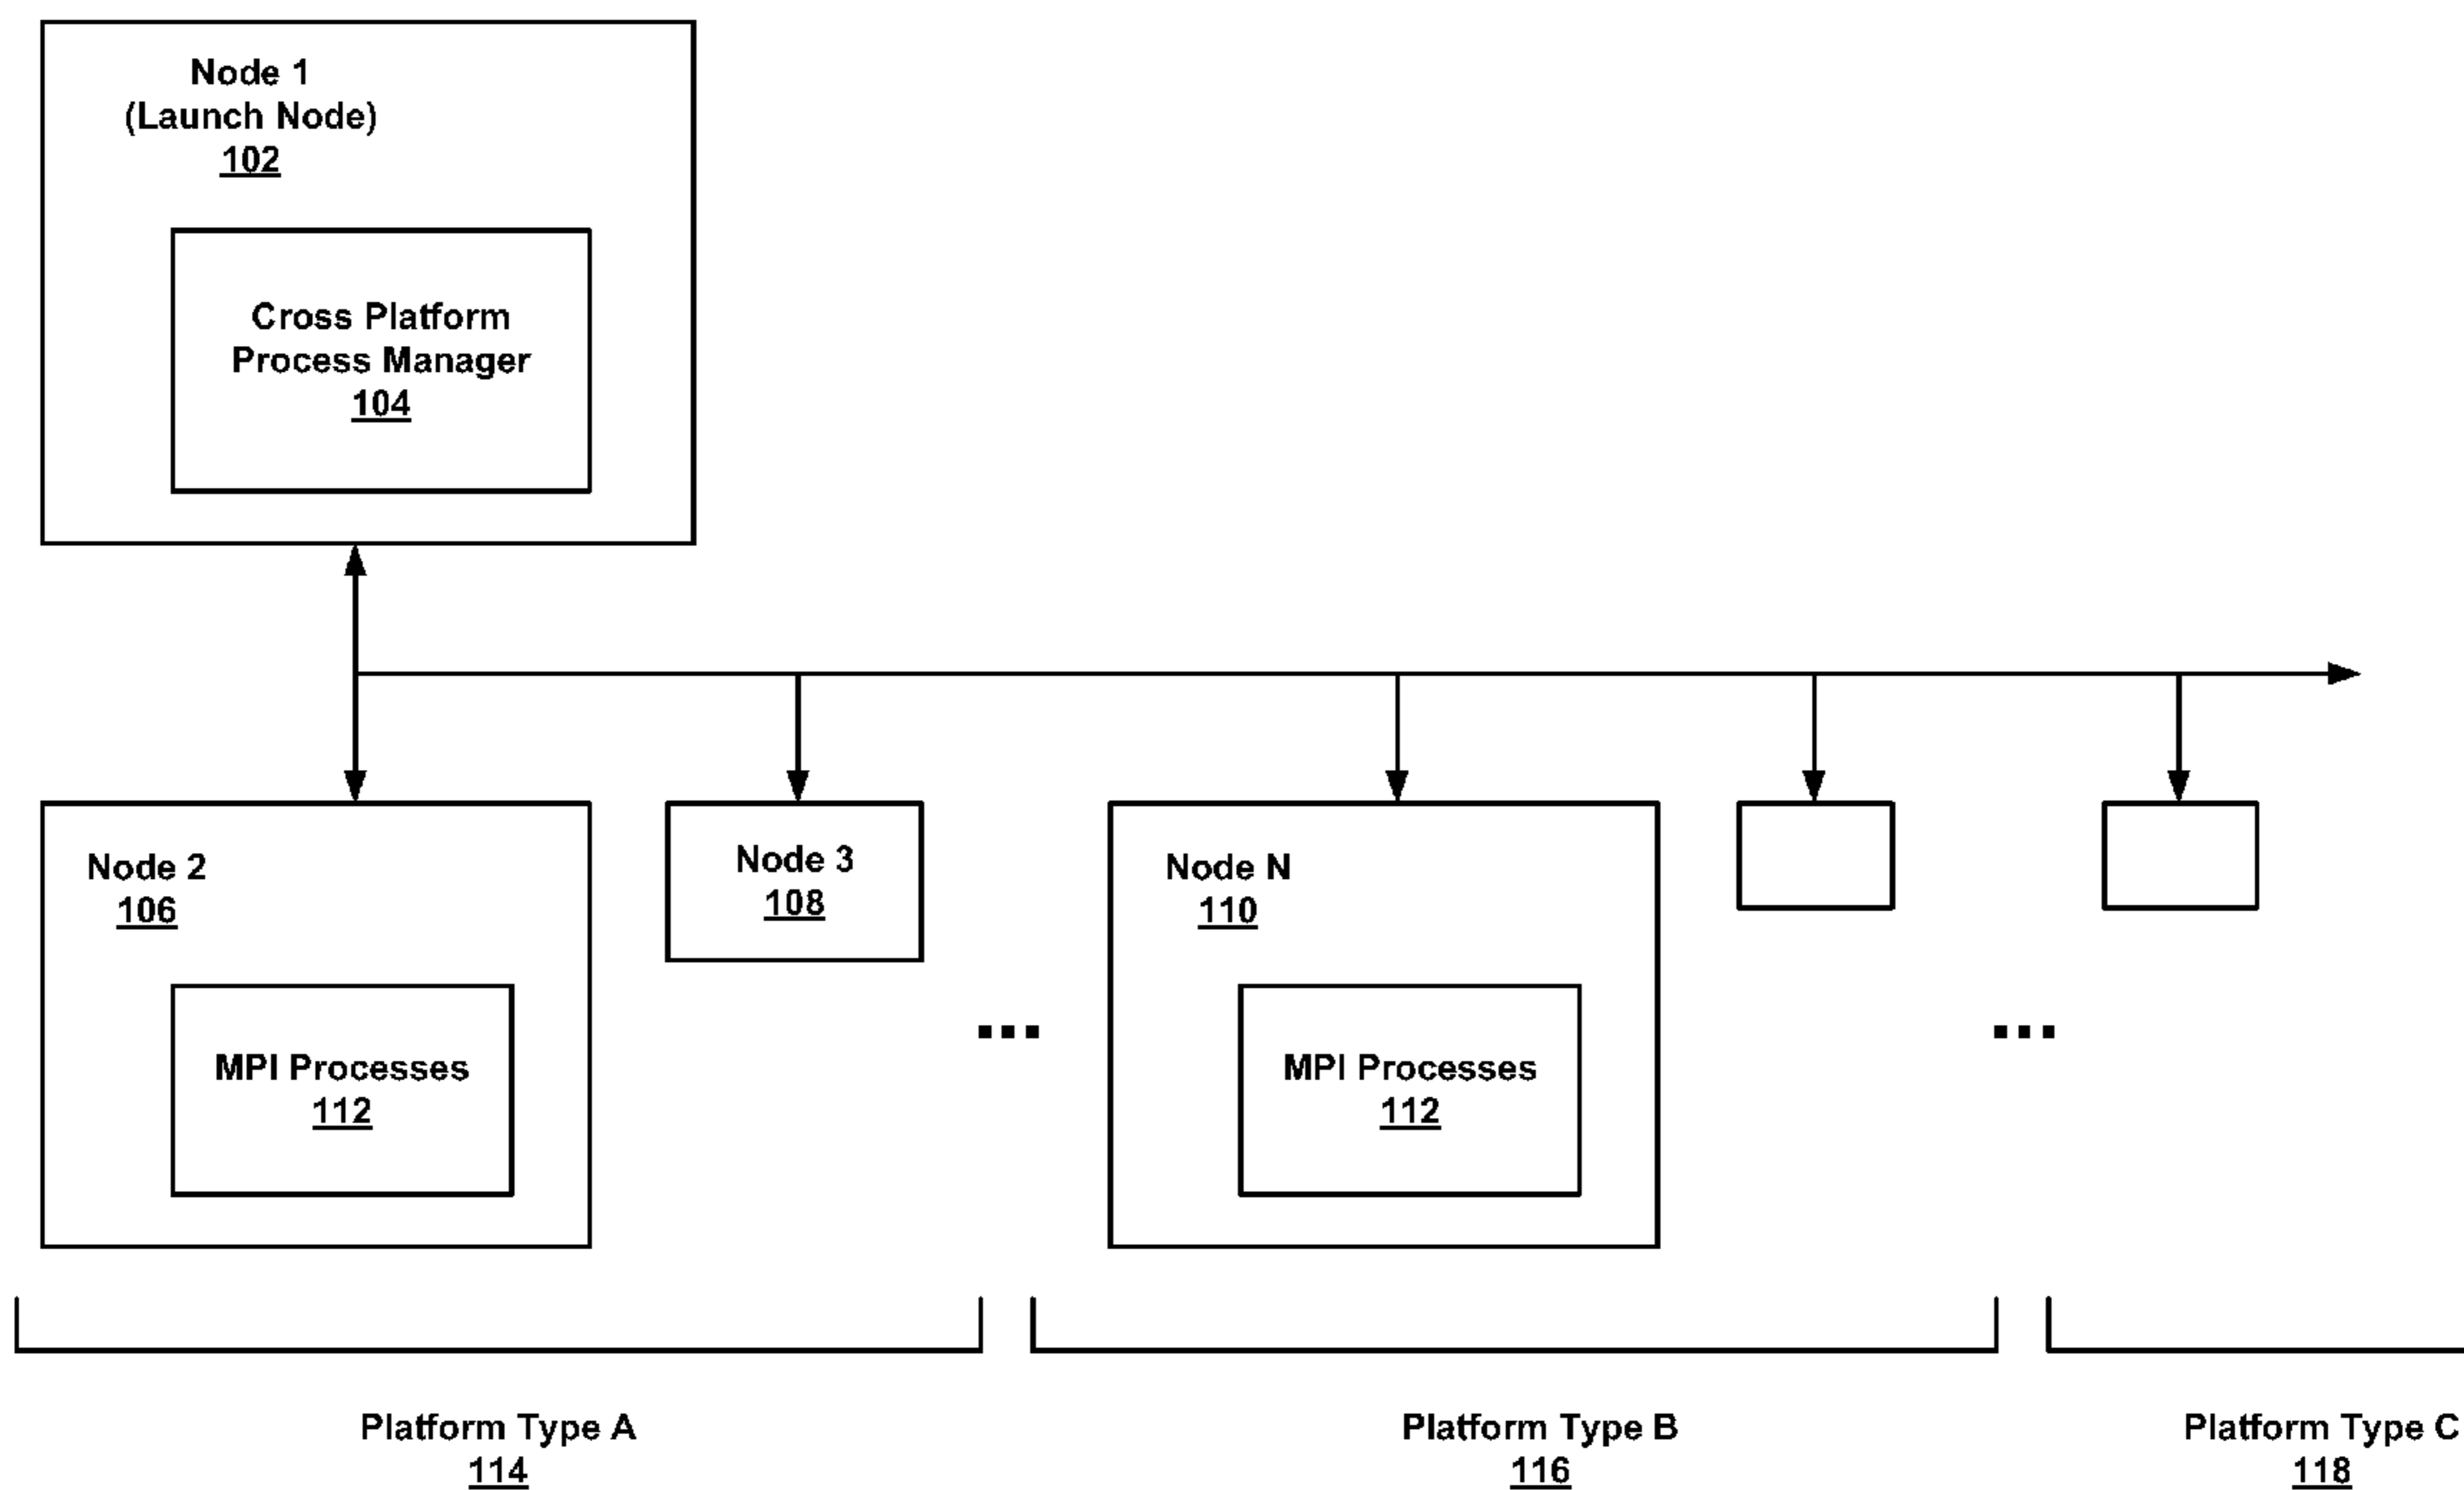 Node 1
(Launch Node)
102
Cross Platform
Process Manager
104
Node 2
106
MPI Processes
112
Node 3
108
...
Node N
110
MPI Processes
112
...
Platform Type A
114
Platform Type B
116
Platform Type C
118